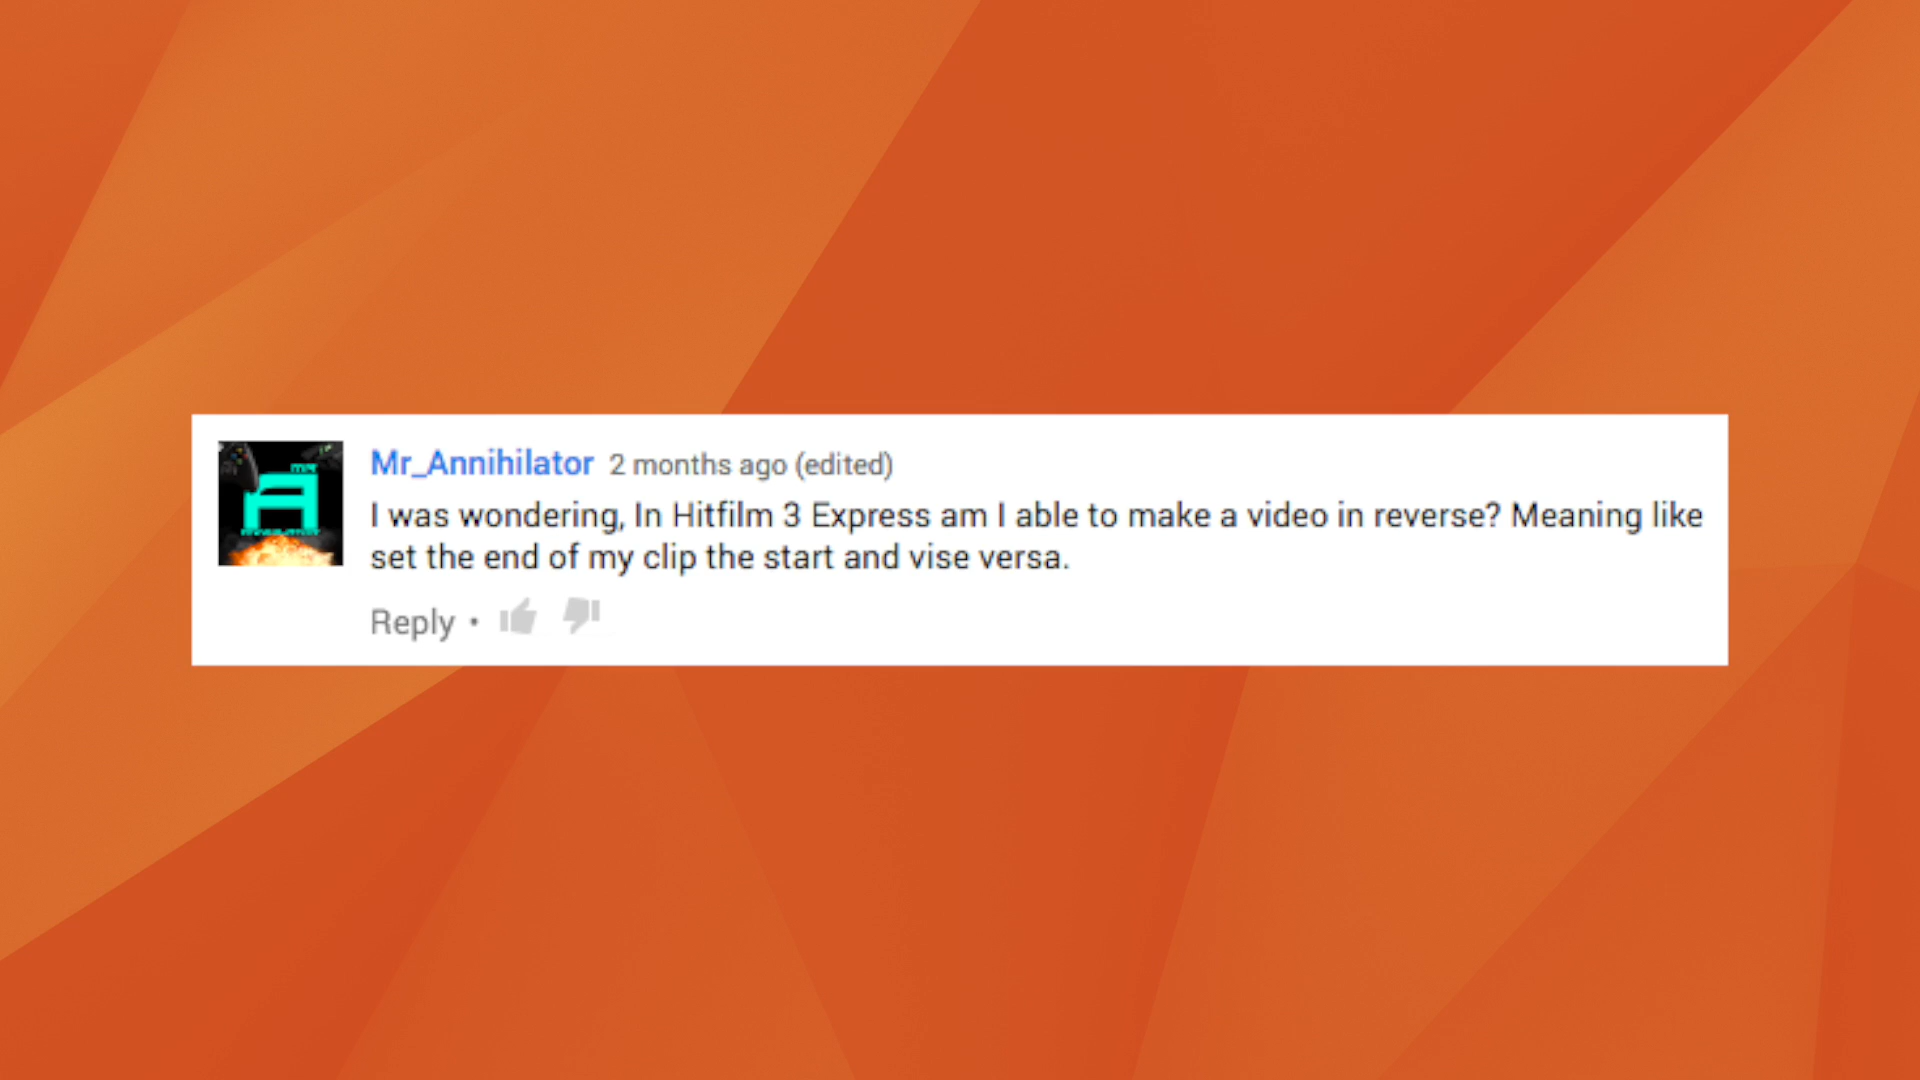 Mr_Annihilator 2 months ago (edited)
I was wondering, In Hitfilm 3 Express am I able to make a video in reverse? Meaning like
set the end of my clip the start and vise versa.
Reply •